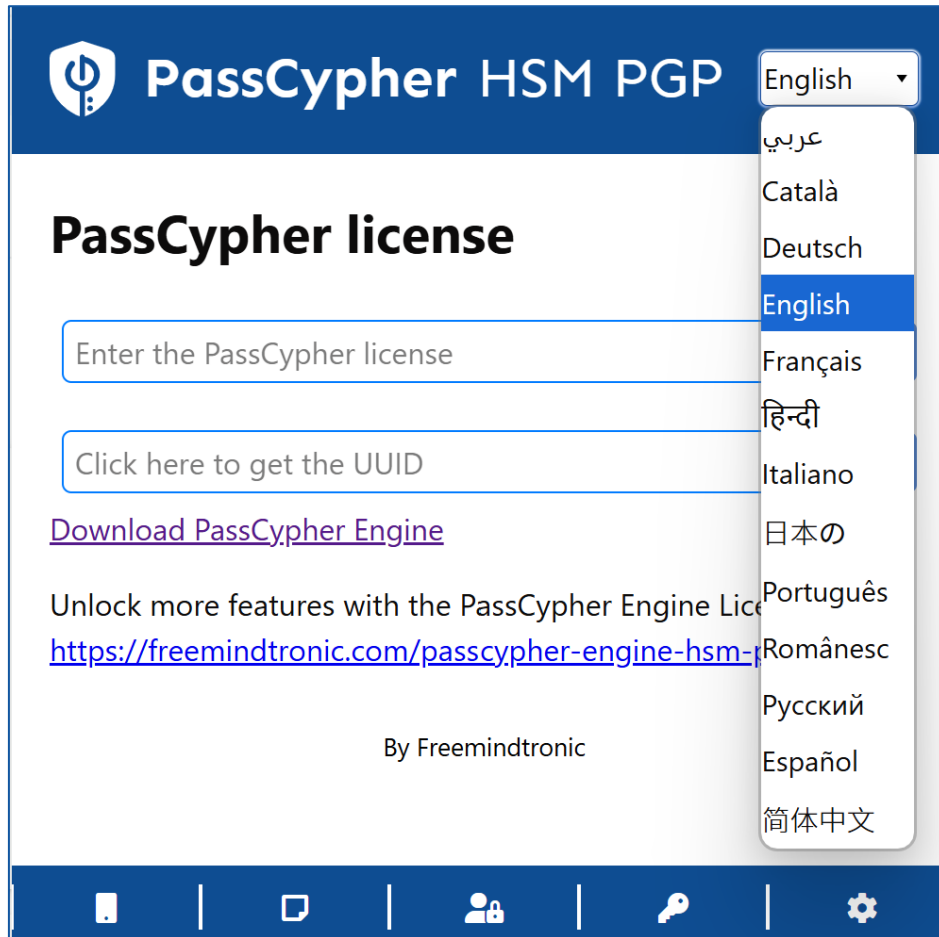 PassCypher HSM PGP
English
عربي
Català
Deutsch
English
Français
हिन्दी
Italiano
日本の
Português
Românesc
Русский
Español
简体中文
PassCypher license
Enter the PassCypher license
Click here to get the UUID
Download PassCypher Engine
Unlock more features with the PassCypher Engine
https://freemindtronic.com/passcypher-engine-hsm-
By Freemindtronic